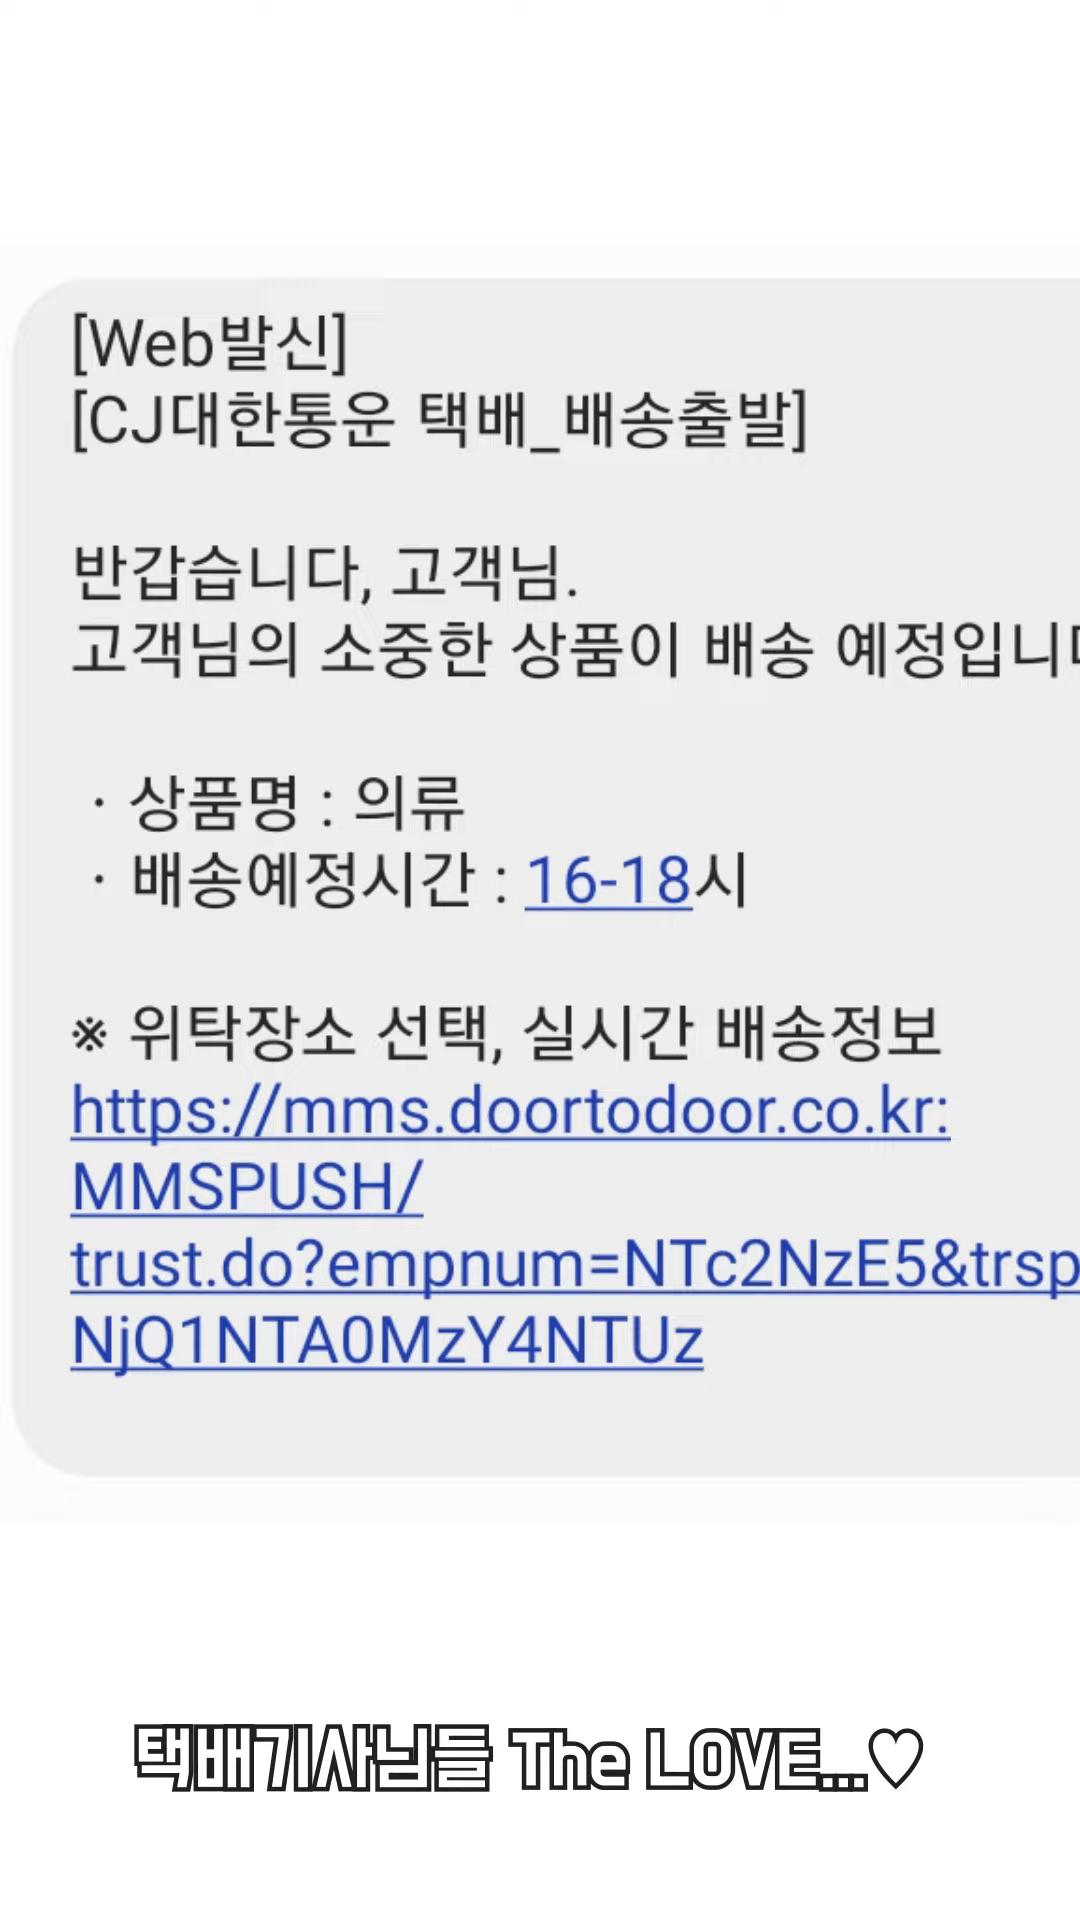 [Web발신]
[CJ대한통운 택배_배송출발]
반갑습니다, 고객님.
고객님의 소중한 상품이 배송 예정입니
· 상품명 : 의류
· 배송예정시간 : 16-18시
※ 위탁장소 선택, 실시간 배송정보
https://mms.doortodoor.co.kr:
MMSPUSH/
trust.do?empnum=NTc2NzE5&trsp
NjQ1NTA0MzY4NTUz
택배기사님들 The LOVE...♡